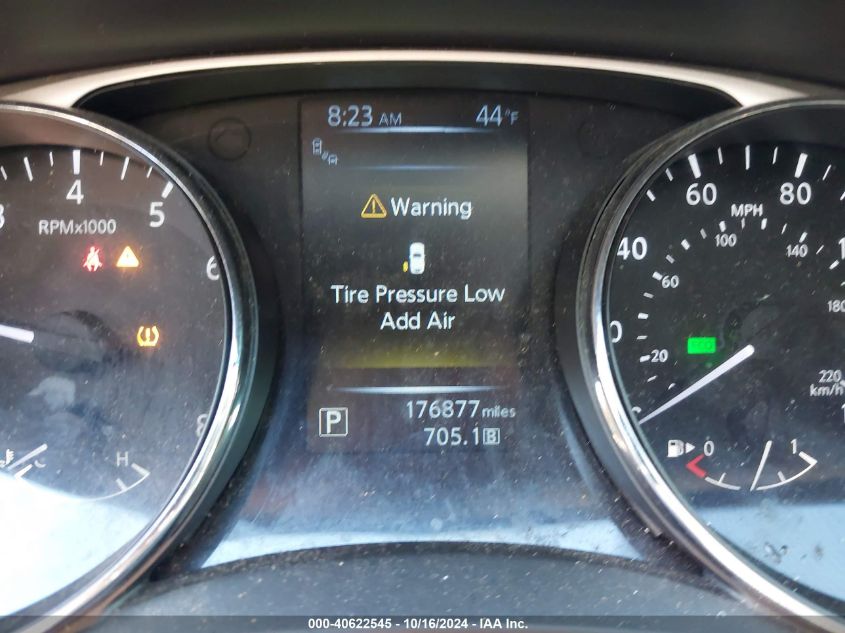 8:23 AM 44°F
Warning
Tire Pressure Low
Add Air
176877 miles
P
705.1 B
3 4 5 6 8
RPMx1000
C H
40 60 80
MPH
20 60 100 140 180 220
km/h
ECO
0 1
000-40622545 - 10/16/2024 - IAA Inc.